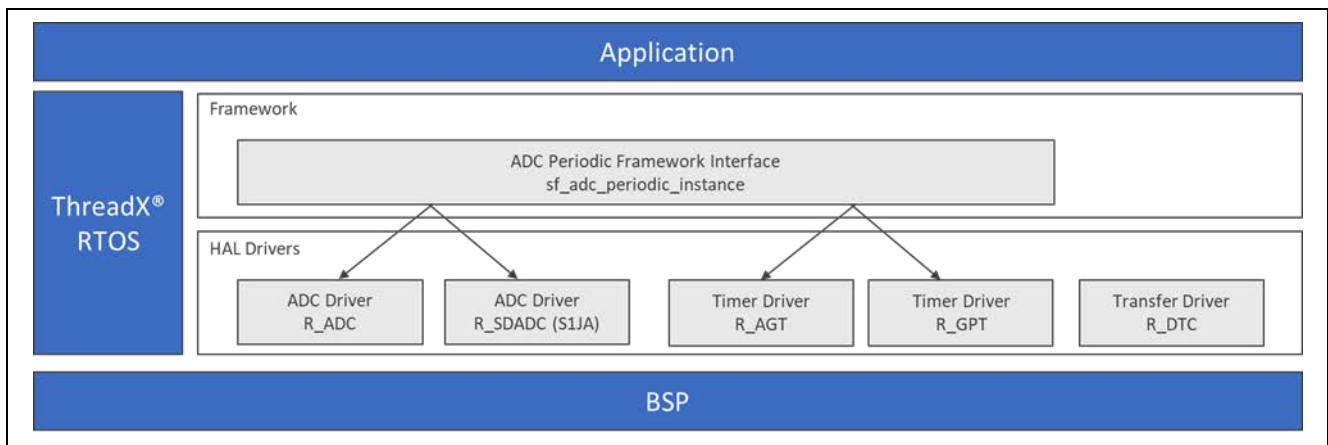 Application
ThreadX®
RTOS
Framework
ADC Periodic Framework Interface
sf_adc_periodic_instance
HAL Drivers
ADC Driver
R_ADC
ADC Driver
R_SDADC (S1JA)
Timer Driver
R_AGT
Timer Driver
R_GPT
Transfer Driver
R_DTC
BSP